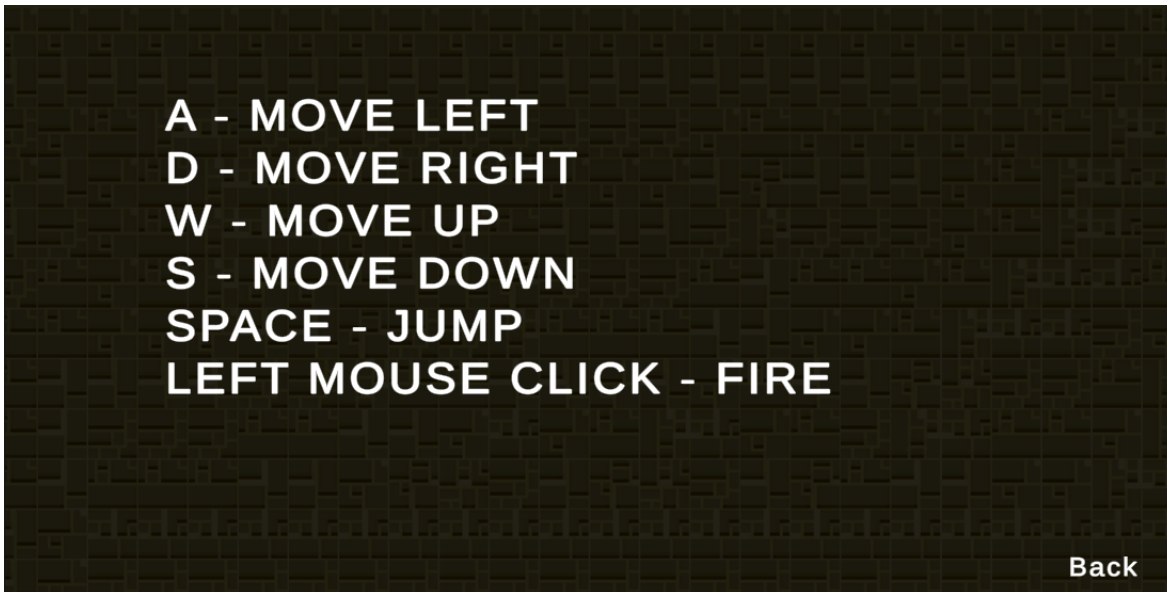 A - MOVE LEFT
D - MOVE RIGHT
W - MOVE UP
S - MOVE DOWN
SPACE - JUMP
LEFT MOUSE CLICK - FIRE
Back